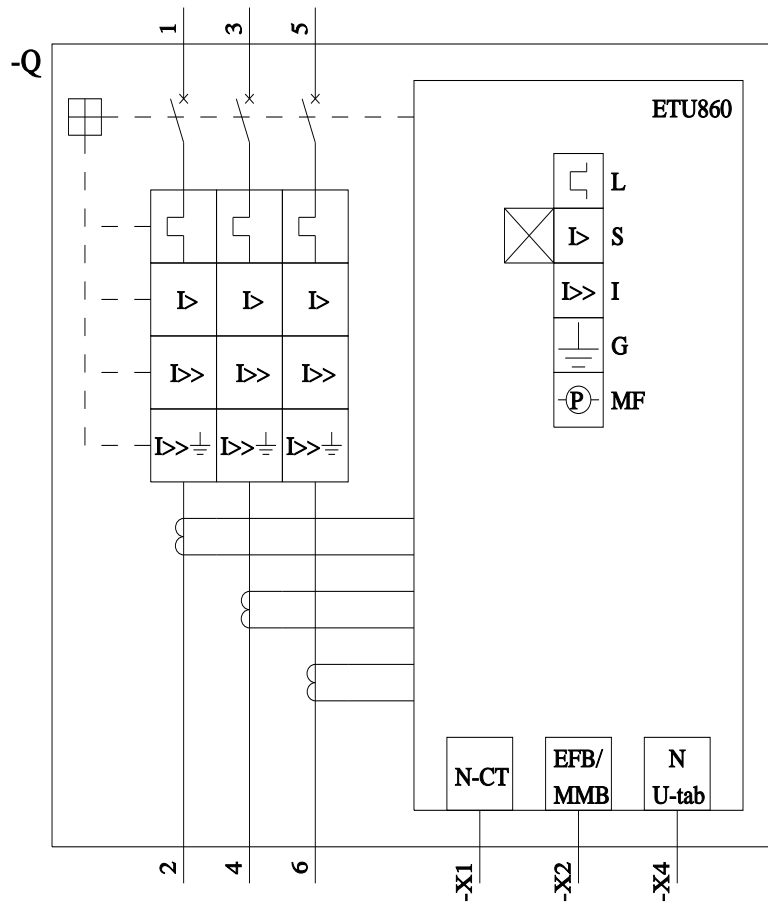 1 3 5
-Q
ETU860
L
I> S
I> I> I>
I>> I
G
I>> I>> I>>
P MF
I>> I>> I>>
N-CT
EFB/
MMB
N
U-tab
2 4 6
-X1 -X2 -X4